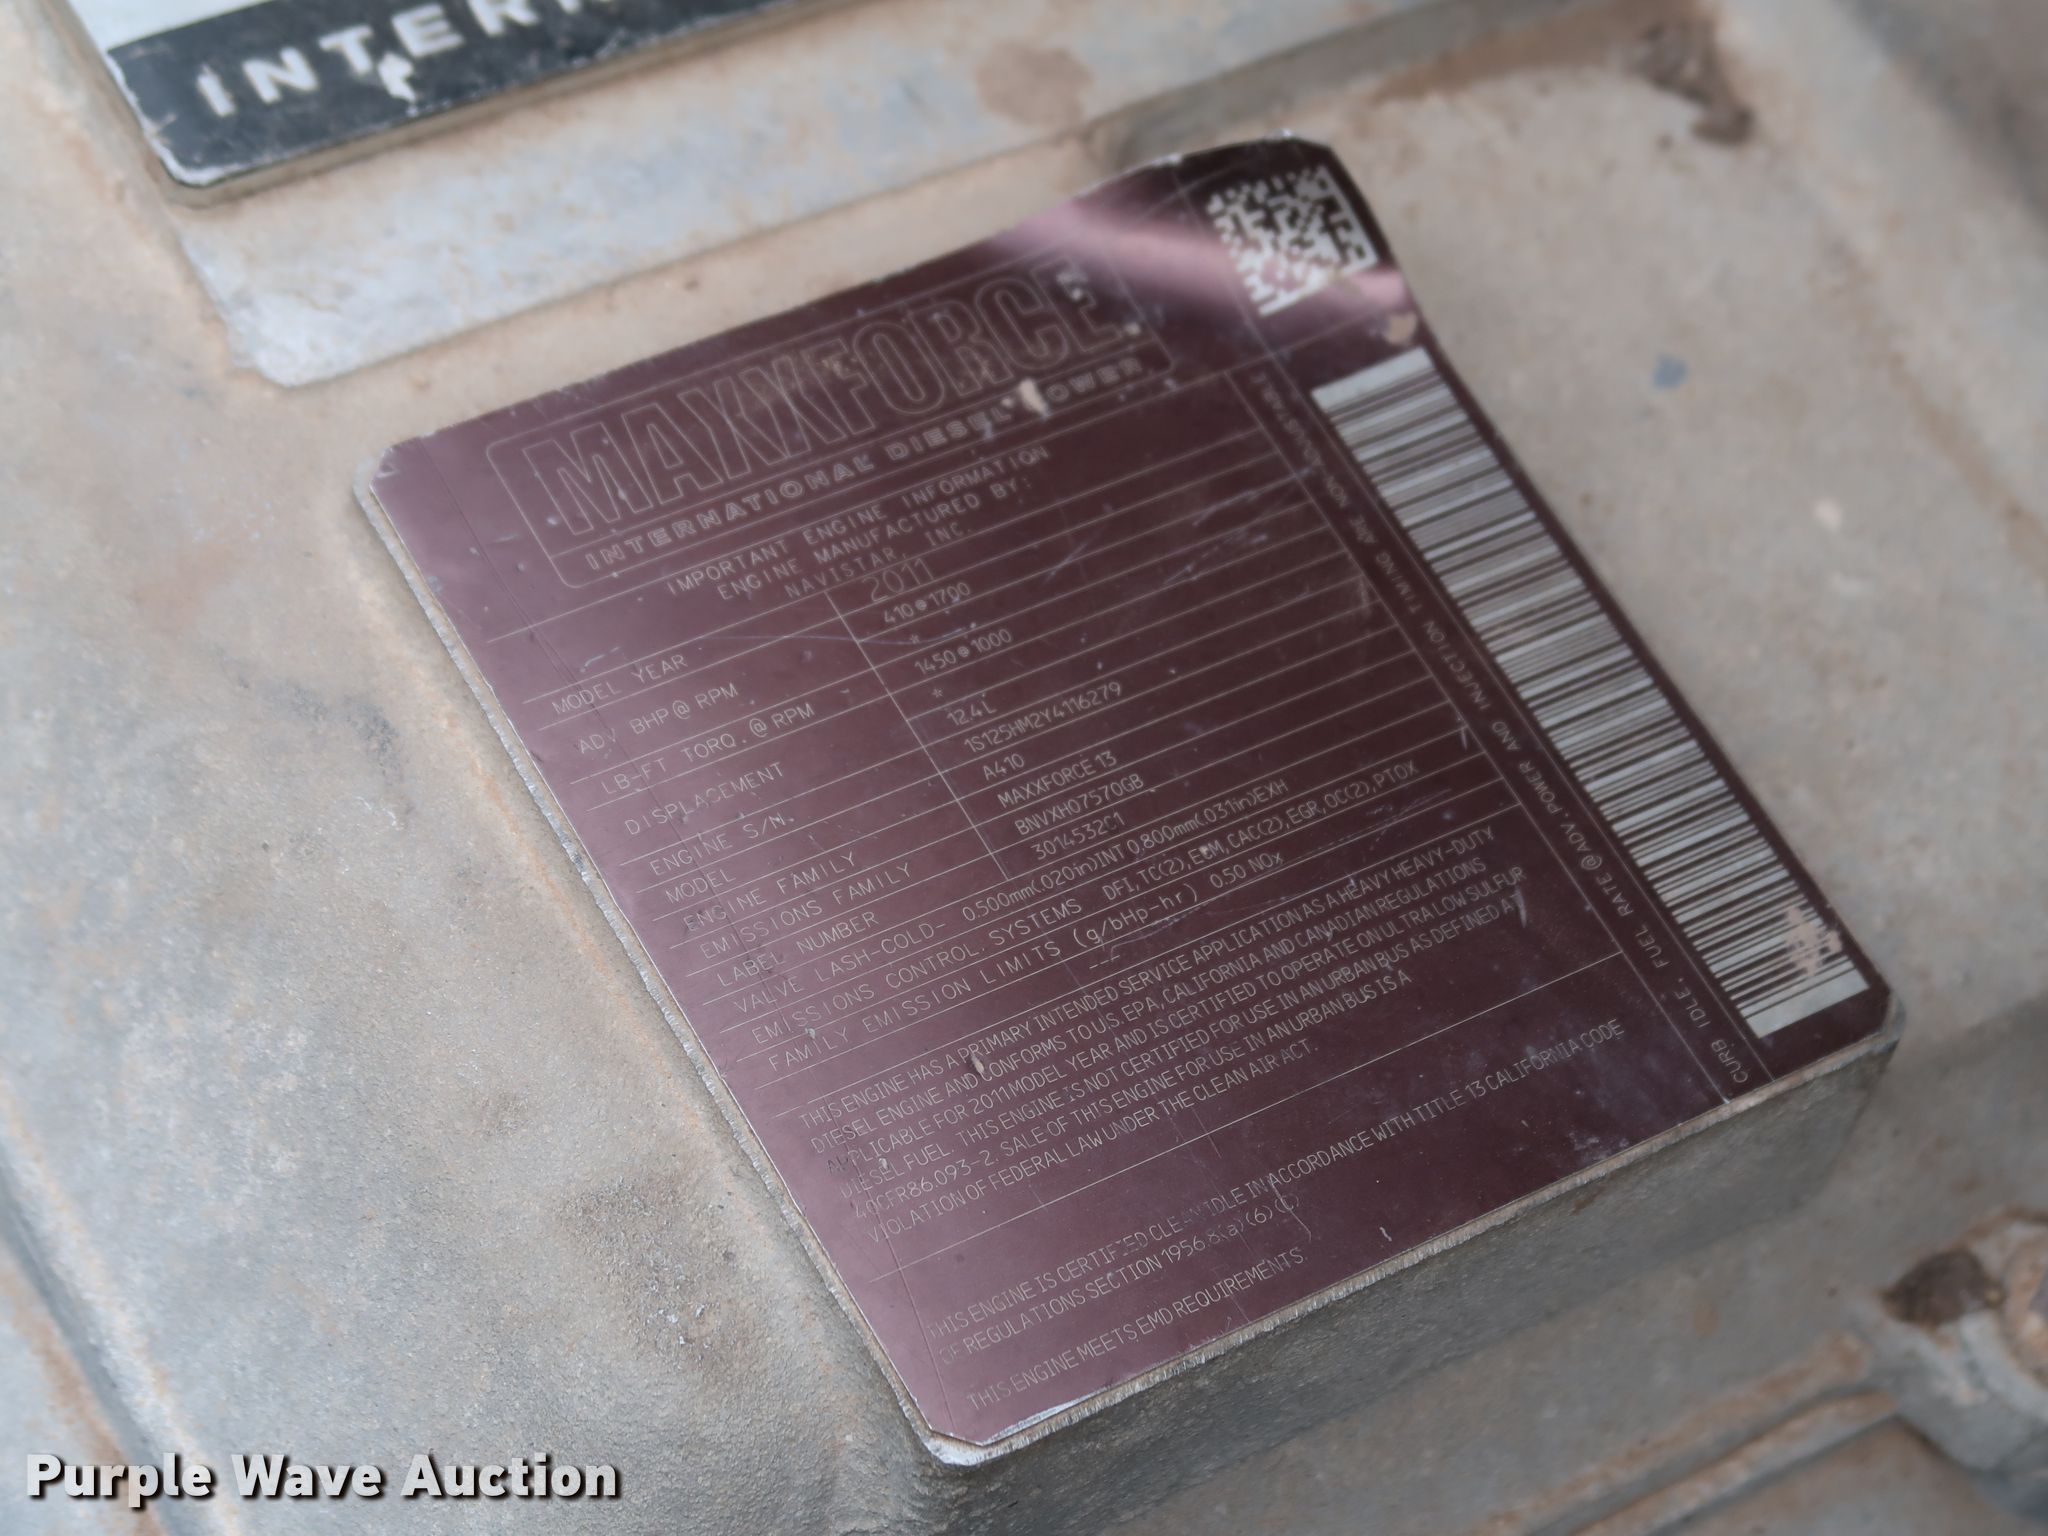 INTERN
MAXXFORCE
INTERNATIONAL DIESEL POWER
IMPORTANT ENGINE INFORMATION
ENGINE MANUFACTURED BY:
NAVISTAR, INC.
MODEL YEAR 2011
ADV BHP @ RPM 410 @ 1700
*
LB-FT TORQ. @ RPM 1450 @ 1000
*
DISPLACEMENT 12.4L
ENGINE S/N. 1S125HM2Y4116279
MODEL A410
ENGINE FAMILY MAXXFORCE 13
EMISSIONS FAMILY BNVXH07570GB
LABEL NUMBER 3014532C1
VALVE LASH-COLD- 0.500mm(.020in)INT 0.800mm(.031in)EXH
EMISSIONS CONTROL SYSTEMS DFI, TC(2), ECM, CAC(2), EGR, OC(2), PTOX
FAMILY EMISSION LIMITS (g/bHp-hr) 0.50 NOx
THIS ENGINE HAS A PRIMARY INTENDED SERVICE APPLICATION AS A HEAVY HEAVY-DUTY
DIESEL ENGINE AND CONFORMS TO U.S. EPA, CALIFORNIA AND CANADIAN REGULATIONS
APPLICABLE FOR 2011 MODEL YEAR AND IS CERTIFIED TO OPERATE ON ULTRA LOW SULFUR
DIESEL FUEL. THIS ENGINE IS NOT CERTIFIED FOR USE IN AN URBAN BUS AS DEFINED AT
40CFR86.093-2. SALE OF THIS ENGINE FOR USE IN AN URBAN BUS IS A
VIOLATION OF FEDERAL LAW UNDER THE CLEAN AIR ACT.
THIS ENGINE IS CERTIFIED CLEAN IDLE IN ACCORDANCE WITH TITLE 13 CALIFORNIA CODE
OF REGULATIONS SECTION 1956.8(a)(6)(C)
THIS ENGINE MEETS EMD REQUIREMENTS.
CURB IDLE, FUEL RATE @ ADV. POWER AND INJECTION TIMING ARE NON-ADJUSTABLE
Purple Wave Auction